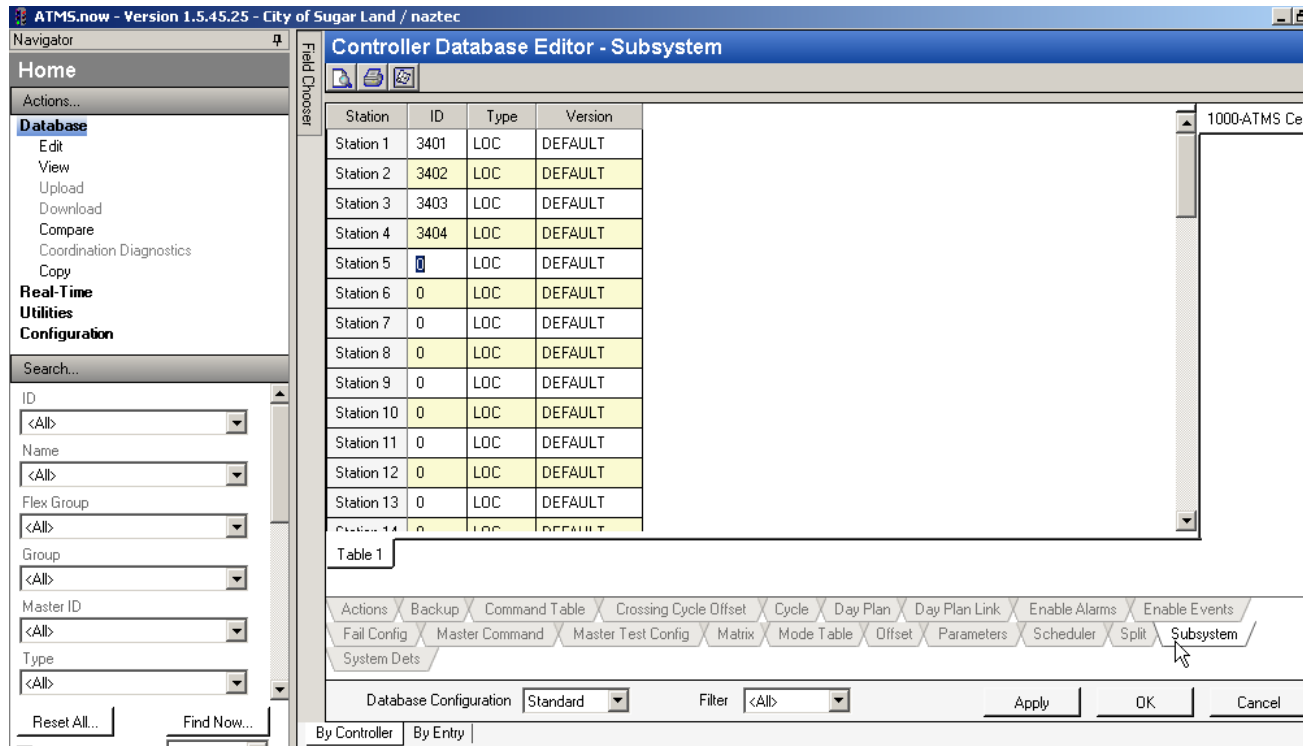 ATMS.now - Version 1.5.45.25 - City of Sugar Land / naztec
Navigator
Home
Actions...
Database
Edit
View
Upload
Download
Compare
Coordination Diagnostics
Copy
Real-Time
Utilities
Configuration
Search...
ID
<All>
Name
<All>
Flex Group
<All>
Group
<All>
Master ID
<All>
Type
<All>
Reset All...
Find Now...
Field Chooser
Controller Database Editor - Subsystem
Station ID Type Version
Station 1 3401 LOC DEFAULT
Station 2 3402 LOC DEFAULT
Station 3 3403 LOC DEFAULT
Station 4 3404 LOC DEFAULT
Station 5 0 LOC DEFAULT
Station 6 0 LOC DEFAULT
Station 7 0 LOC DEFAULT
Station 8 0 LOC DEFAULT
Station 9 0 LOC DEFAULT
Station 10 0 LOC DEFAULT
Station 11 0 LOC DEFAULT
Station 12 0 LOC DEFAULT
Station 13 0 LOC DEFAULT
Station 14 0 LOC DEFAULT
1000-ATMS Ce
Table 1
Actions Backup Command Table Crossing Cycle Offset Cycle Day Plan Day Plan Link Enable Alarms Enable Events
Fail Config Master Command Master Test Config Matrix Mode Table Offset Parameters Scheduler Split Subsystem
System Dets
Database Configuration Standard Filter <All> Apply OK Cancel
By Controller By Entry